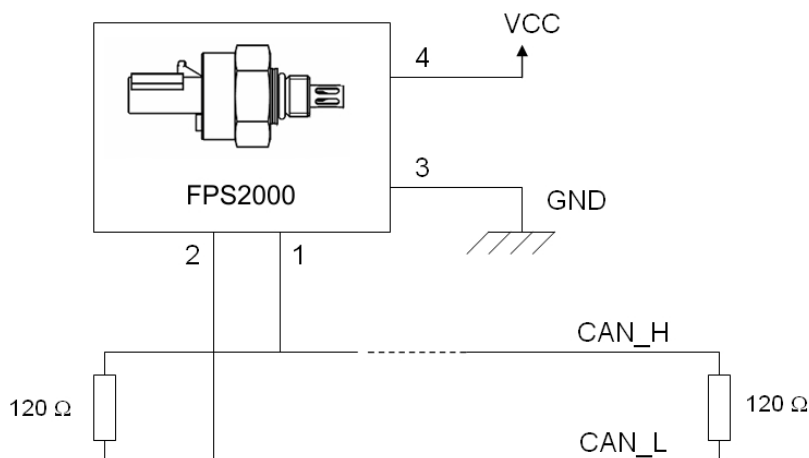 VCC
4
3
FPS2000
GND
2 1
CAN_H
120 Ω
120 Ω
CAN_L